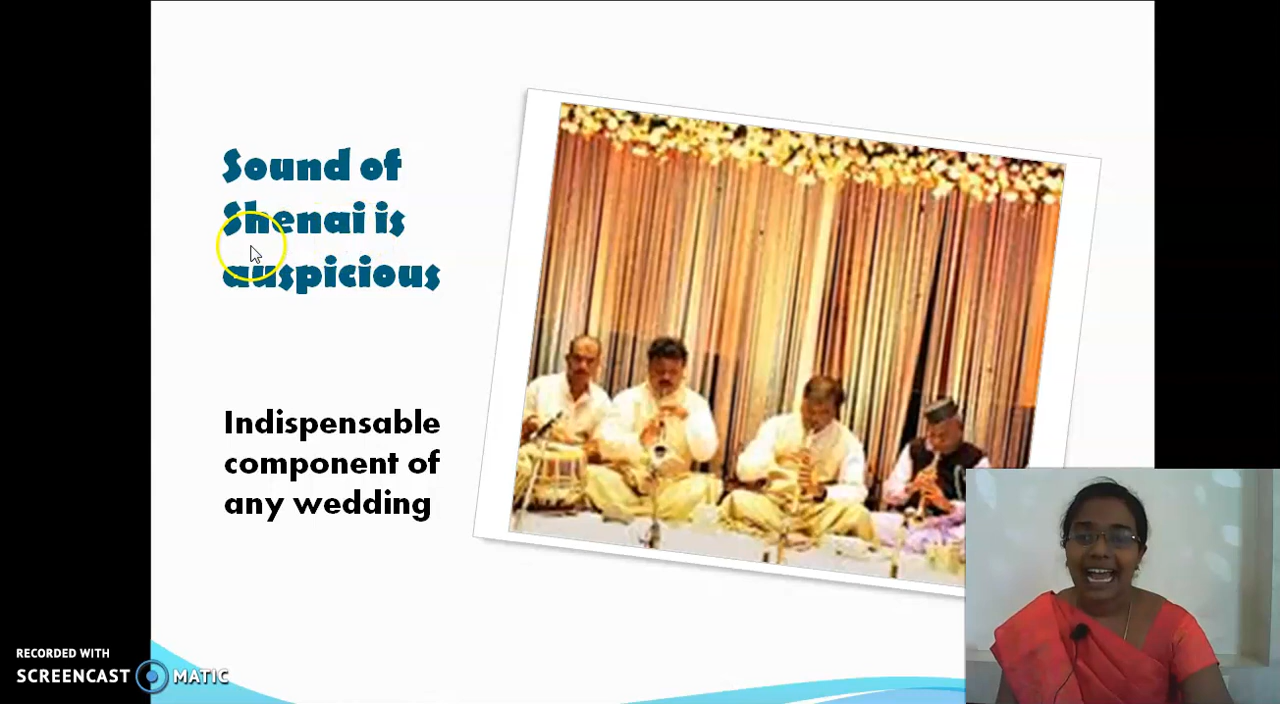 Sound of
Shenai is
auspicious
Indispensable
component of
any wedding
RECORDED WITH
SCREENCAST MATIC